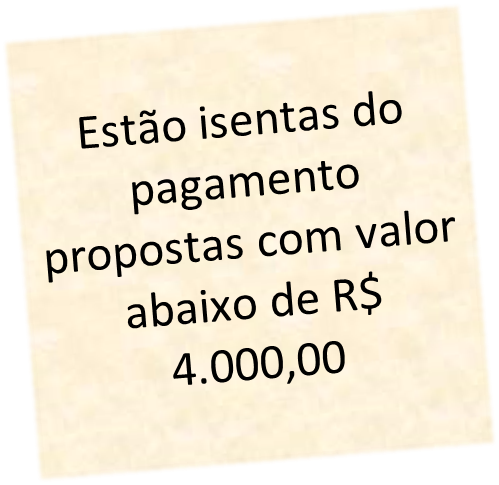 Estão isentas do
pagamento
propostas com valor
abaixo de R$
4.000,00